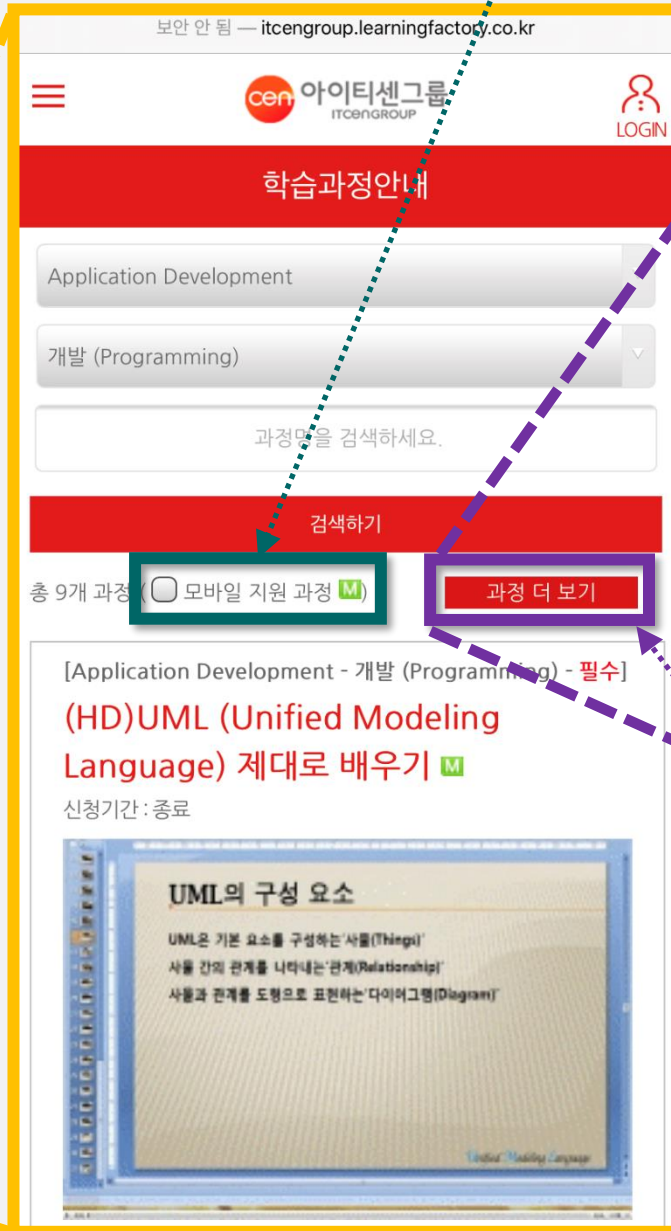 보안 안 됨 — itcengroup.learningfactory.co.kr
cen 아이티센그룹
ITCENGROUP
LOGIN
학습과정안내
Application Development
개발 (Programming)
과정명을 검색하세요.
검색하기
총 9개 과정 ( 모바일 지원 과정 M)
과정 더 보기
[Application Development - 개발 (Programming) - 필수]
(HD)UML (Unified Modeling
Language) 제대로 배우기 M
신청기간 : 종료
UML의 구성 요소
UML은 기본 요소를 구성하는'사물(Things)'
사물 간의 관계를 나타내는'관계(Relationship)'
사물과 관계를 도형으로 표현하는'다이어그램(Diagram)'
Unified Modeling Language